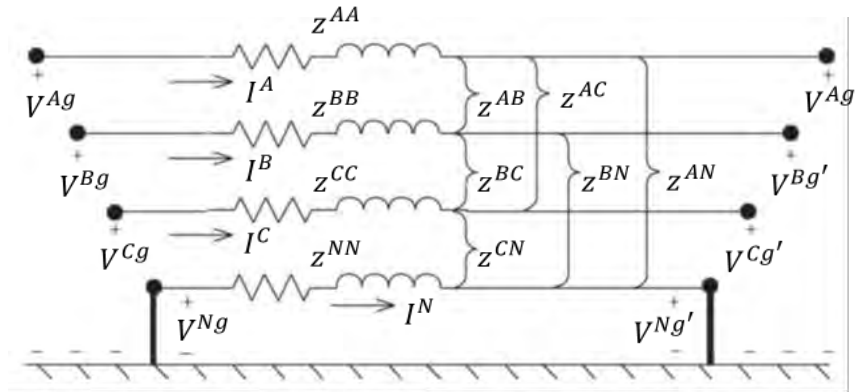 z^{AA}
V^{Ag} + I^A z^{BB} z^{AB} z^{AC} + V^{Ag}
V^{Bg} + I^B z^{CC} z^{BC} z^{BN} z^{AN} + V^{Bg'}
V^{Cg} + I^C z^{NN} z^{CN} + V^{Cg'}
+ V^{Ng} I^N V^{Ng'} +